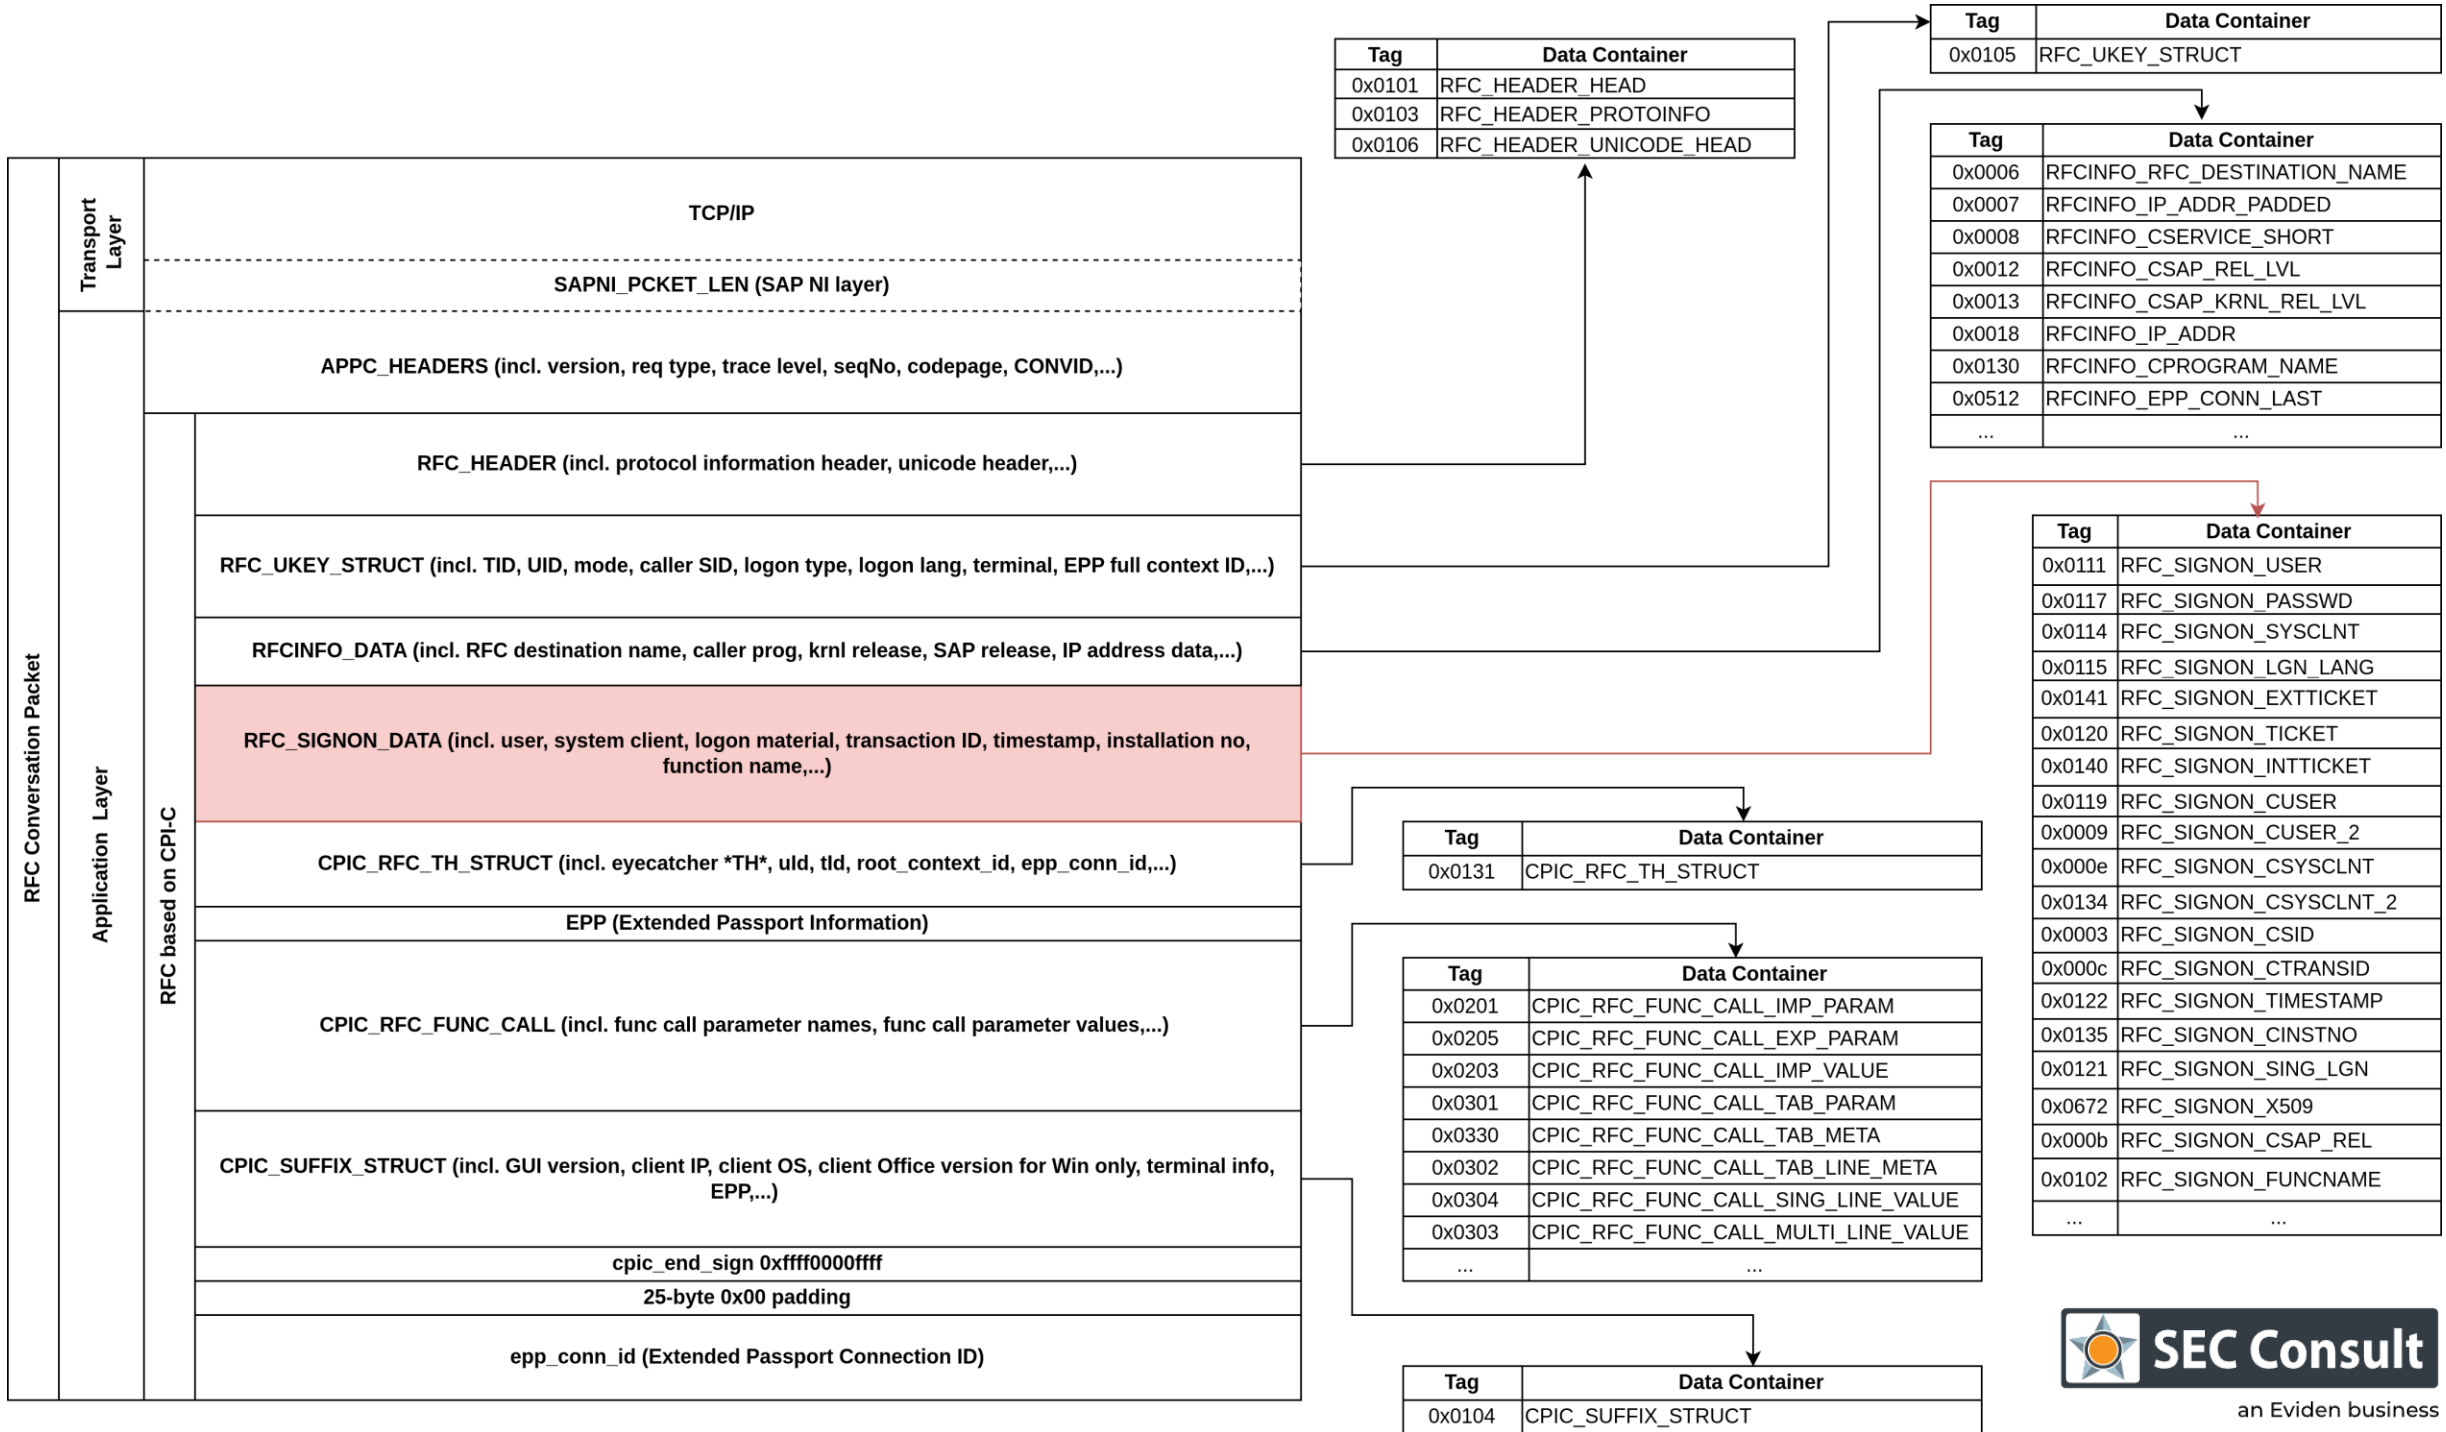 RFC Conversation Packet
Transport
Layer
Application Layer
RFC based on CPI-C
TCP/IP
SAPNI_PCKET_LEN (SAP NI layer)
APPC_HEADERS (incl. version, req type, trace level, seqNo, codepage, CONVID,...)
RFC_HEADER (incl. protocol information header, unicode header,...)
RFC_UKEY_STRUCT (incl. TID, UID, mode, caller SID, logon type, logon lang, terminal, EPP full context ID,...)
RFCINFO_DATA (incl. RFC destination name, caller prog, krnl release, SAP release, IP address data,...)
RFC_SIGNON_DATA (incl. user, system client, logon material, transaction ID, timestamp, installation no,
function name,...)
CPIC_RFC_TH_STRUCT (incl. eyecatcher *TH*, uId, tId, root_context_id, epp_conn_id,...)
EPP (Extended Passport Information)
CPIC_RFC_FUNC_CALL (incl. func call parameter names, func call parameter values,...)
CPIC_SUFFIX_STRUCT (incl. GUI version, client IP, client OS, client Office version for Win only, terminal info,
EPP,...)
cpic_end_sign 0xffff0000ffff
25-byte 0x00 padding
epp_conn_id (Extended Passport Connection ID)
Tag Data Container
0x0101 RFC_HEADER_HEAD
0x0103 RFC_HEADER_PROTOINFO
0x0106 RFC_HEADER_UNICODE_HEAD
Tag Data Container
0x0105 RFC_UKEY_STRUCT
Tag Data Container
0x0006 RFCINFO_RFC_DESTINATION_NAME
0x0007 RFCINFO_IP_ADDR_PADDED
0x0008 RFCINFO_CSERVICE_SHORT
0x0012 RFCINFO_CSAP_REL_LVL
0x0013 RFCINFO_CSAP_KRNL_REL_LVL
0x0018 RFCINFO_IP_ADDR
0x0130 RFCINFO_CPROGRAM_NAME
0x0512 RFCINFO_EPP_CONN_LAST
... ...
Tag Data Container
0x0111 RFC_SIGNON_USER
0x0117 RFC_SIGNON_PASSWD
0x0114 RFC_SIGNON_SYSCLNT
0x0115 RFC_SIGNON_LGN_LANG
0x0141 RFC_SIGNON_EXTTICKET
0x0120 RFC_SIGNON_TICKET
0x0140 RFC_SIGNON_INTTICKET
0x0119 RFC_SIGNON_CUSER
0x0009 RFC_SIGNON_CUSER_2
0x000e RFC_SIGNON_CSYSCLNT
0x0134 RFC_SIGNON_CSYSCLNT_2
0x0003 RFC_SIGNON_CSID
0x000c RFC_SIGNON_CTRANSID
0x0122 RFC_SIGNON_TIMESTAMP
0x0135 RFC_SIGNON_CINSTNO
0x0121 RFC_SIGNON_SING_LGN
0x0672 RFC_SIGNON_X509
0x000b RFC_SIGNON_CSAP_REL
0x0102 RFC_SIGNON_FUNCNAME
... ...
Tag Data Container
0x0131 CPIC_RFC_TH_STRUCT
Tag Data Container
0x0201 CPIC_RFC_FUNC_CALL_IMP_PARAM
0x0205 CPIC_RFC_FUNC_CALL_EXP_PARAM
0x0203 CPIC_RFC_FUNC_CALL_IMP_VALUE
0x0301 CPIC_RFC_FUNC_CALL_TAB_PARAM
0x0330 CPIC_RFC_FUNC_CALL_TAB_META
0x0302 CPIC_RFC_FUNC_CALL_TAB_LINE_META
0x0304 CPIC_RFC_FUNC_CALL_SING_LINE_VALUE
0x0303 CPIC_RFC_FUNC_CALL_MULTI_LINE_VALUE
... ...
Tag Data Container
0x0104 CPIC_SUFFIX_STRUCT
SEC Consult
an Eviden business